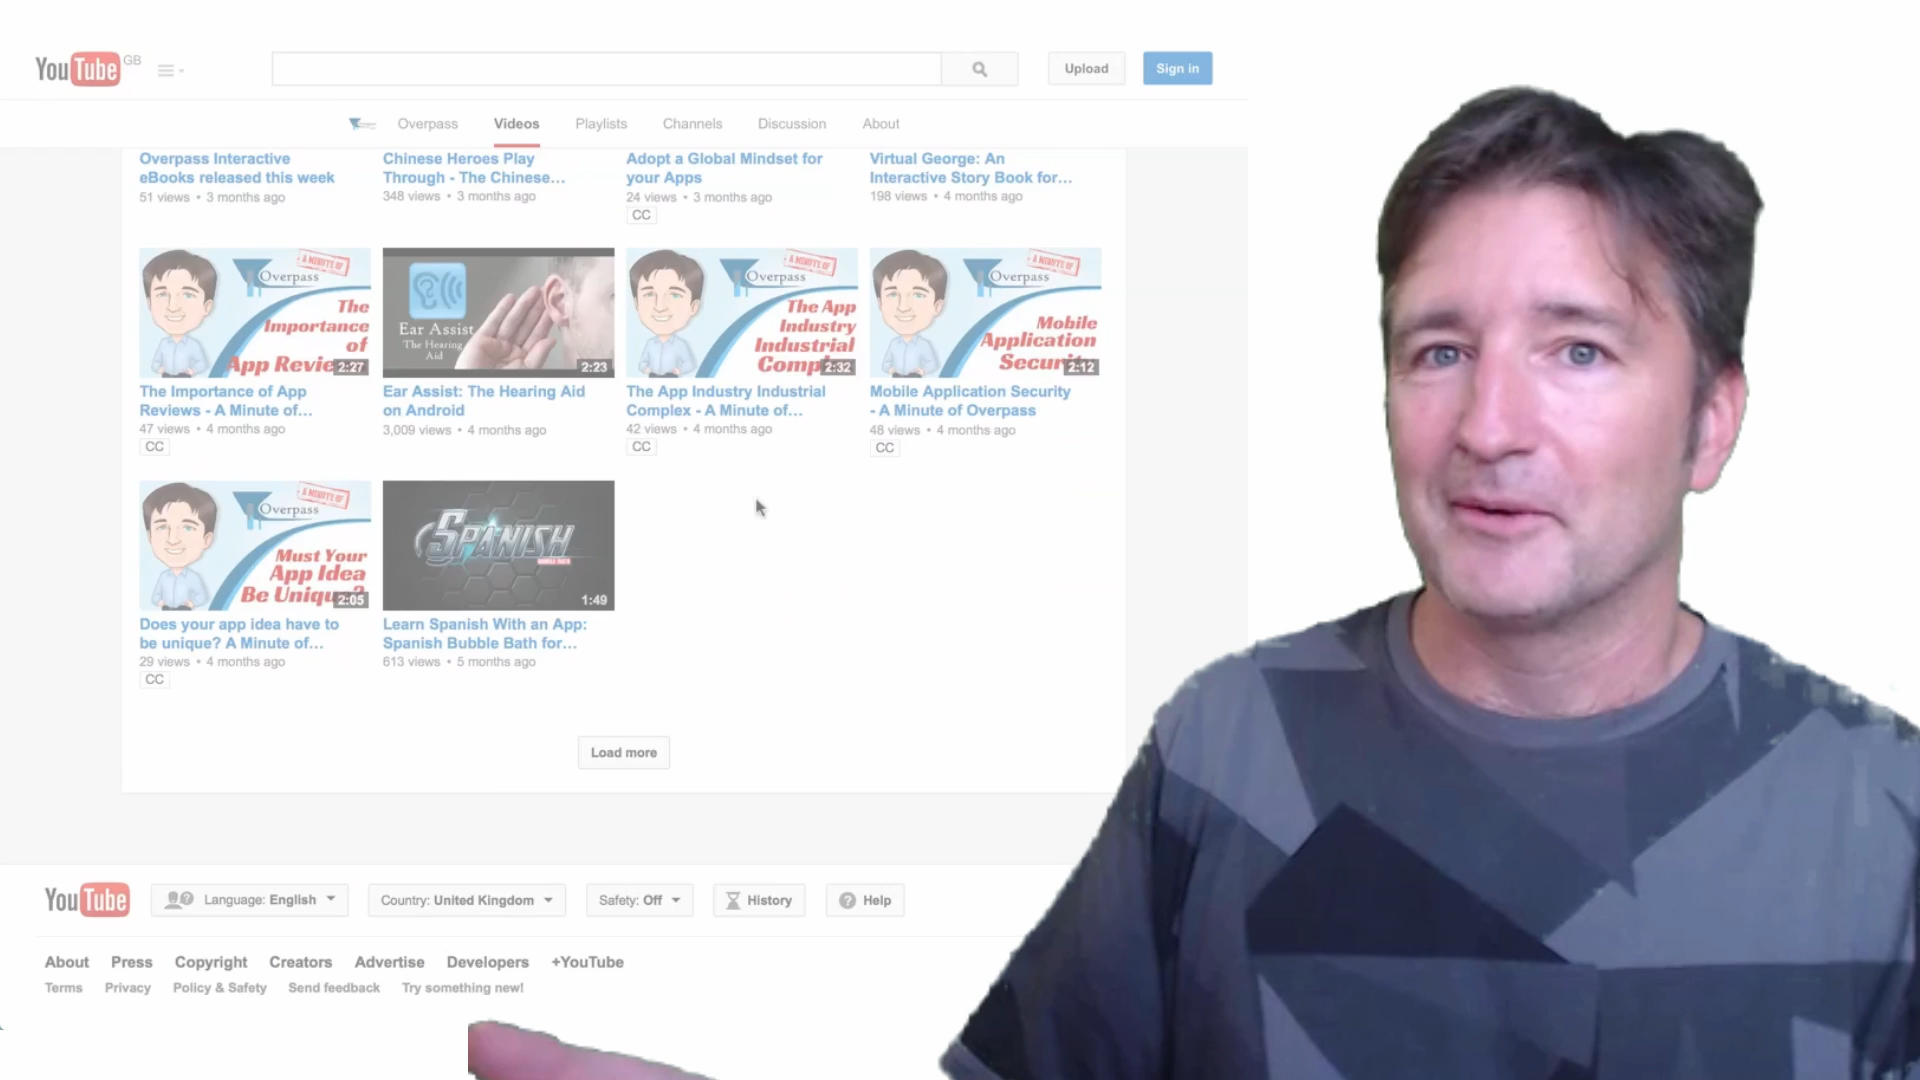 YouTube GB
Upload
Sign in
Overpass Videos Playlists Channels Discussion About
Overpass Interactive
eBooks released this week
51 views • 3 months ago
Chinese Heroes Play
Through - The Chinese...
348 views • 3 months ago
Adopt a Global Mindset for
your Apps
24 views • 3 months ago
CC
Virtual George: An
Interactive Story Book for...
198 views • 4 months ago
A MINUTE OF
Overpass
The
Importance
of
App Revie
2:27
The Importance of App
Reviews - A Minute of...
47 views • 4 months ago
CC
Ear Assist
The Hearing
Aid
2:23
Ear Assist: The Hearing Aid
on Android
3,009 views • 4 months ago
A MINUTE OF
Overpass
The App
Industry
Industrial
Comp
2:32
The App Industry Industrial
Complex - A Minute of...
42 views • 4 months ago
CC
A MINUTE OF
Overpass
Mobile
Application
Securi
2:12
Mobile Application Security
- A Minute of Overpass
48 views • 4 months ago
CC
A MINUTE OF
Overpass
Must Your
App Idea
Be Uniqu
2:05
Does your app idea have to
be unique? A Minute of...
29 views • 4 months ago
CC
SPANISH
1:49
Learn Spanish With an App:
Spanish Bubble Bath for...
613 views • 5 months ago
Load more
YouTube
Language: English
Country: United Kingdom
Safety: Off
History
Help
About Press Copyright Creators Advertise Developers +YouTube
Terms Privacy Policy & Safety Send feedback Try something new!